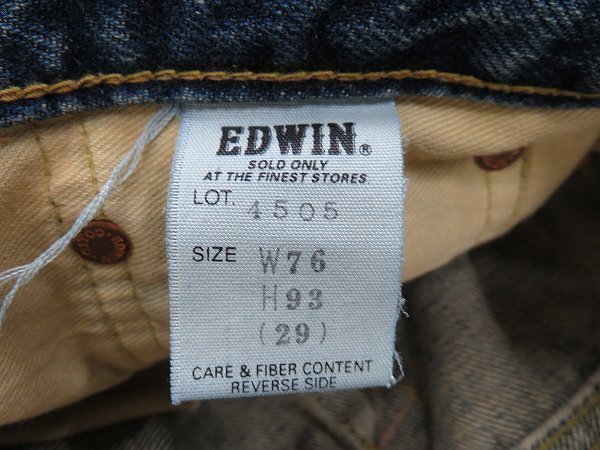 EDWIN®
SOLD ONLY
AT THE FINEST STORES
LOT. 4505
SIZE W76
H93
(29)
CARE & FIBER CONTENT
REVERSE SIDE